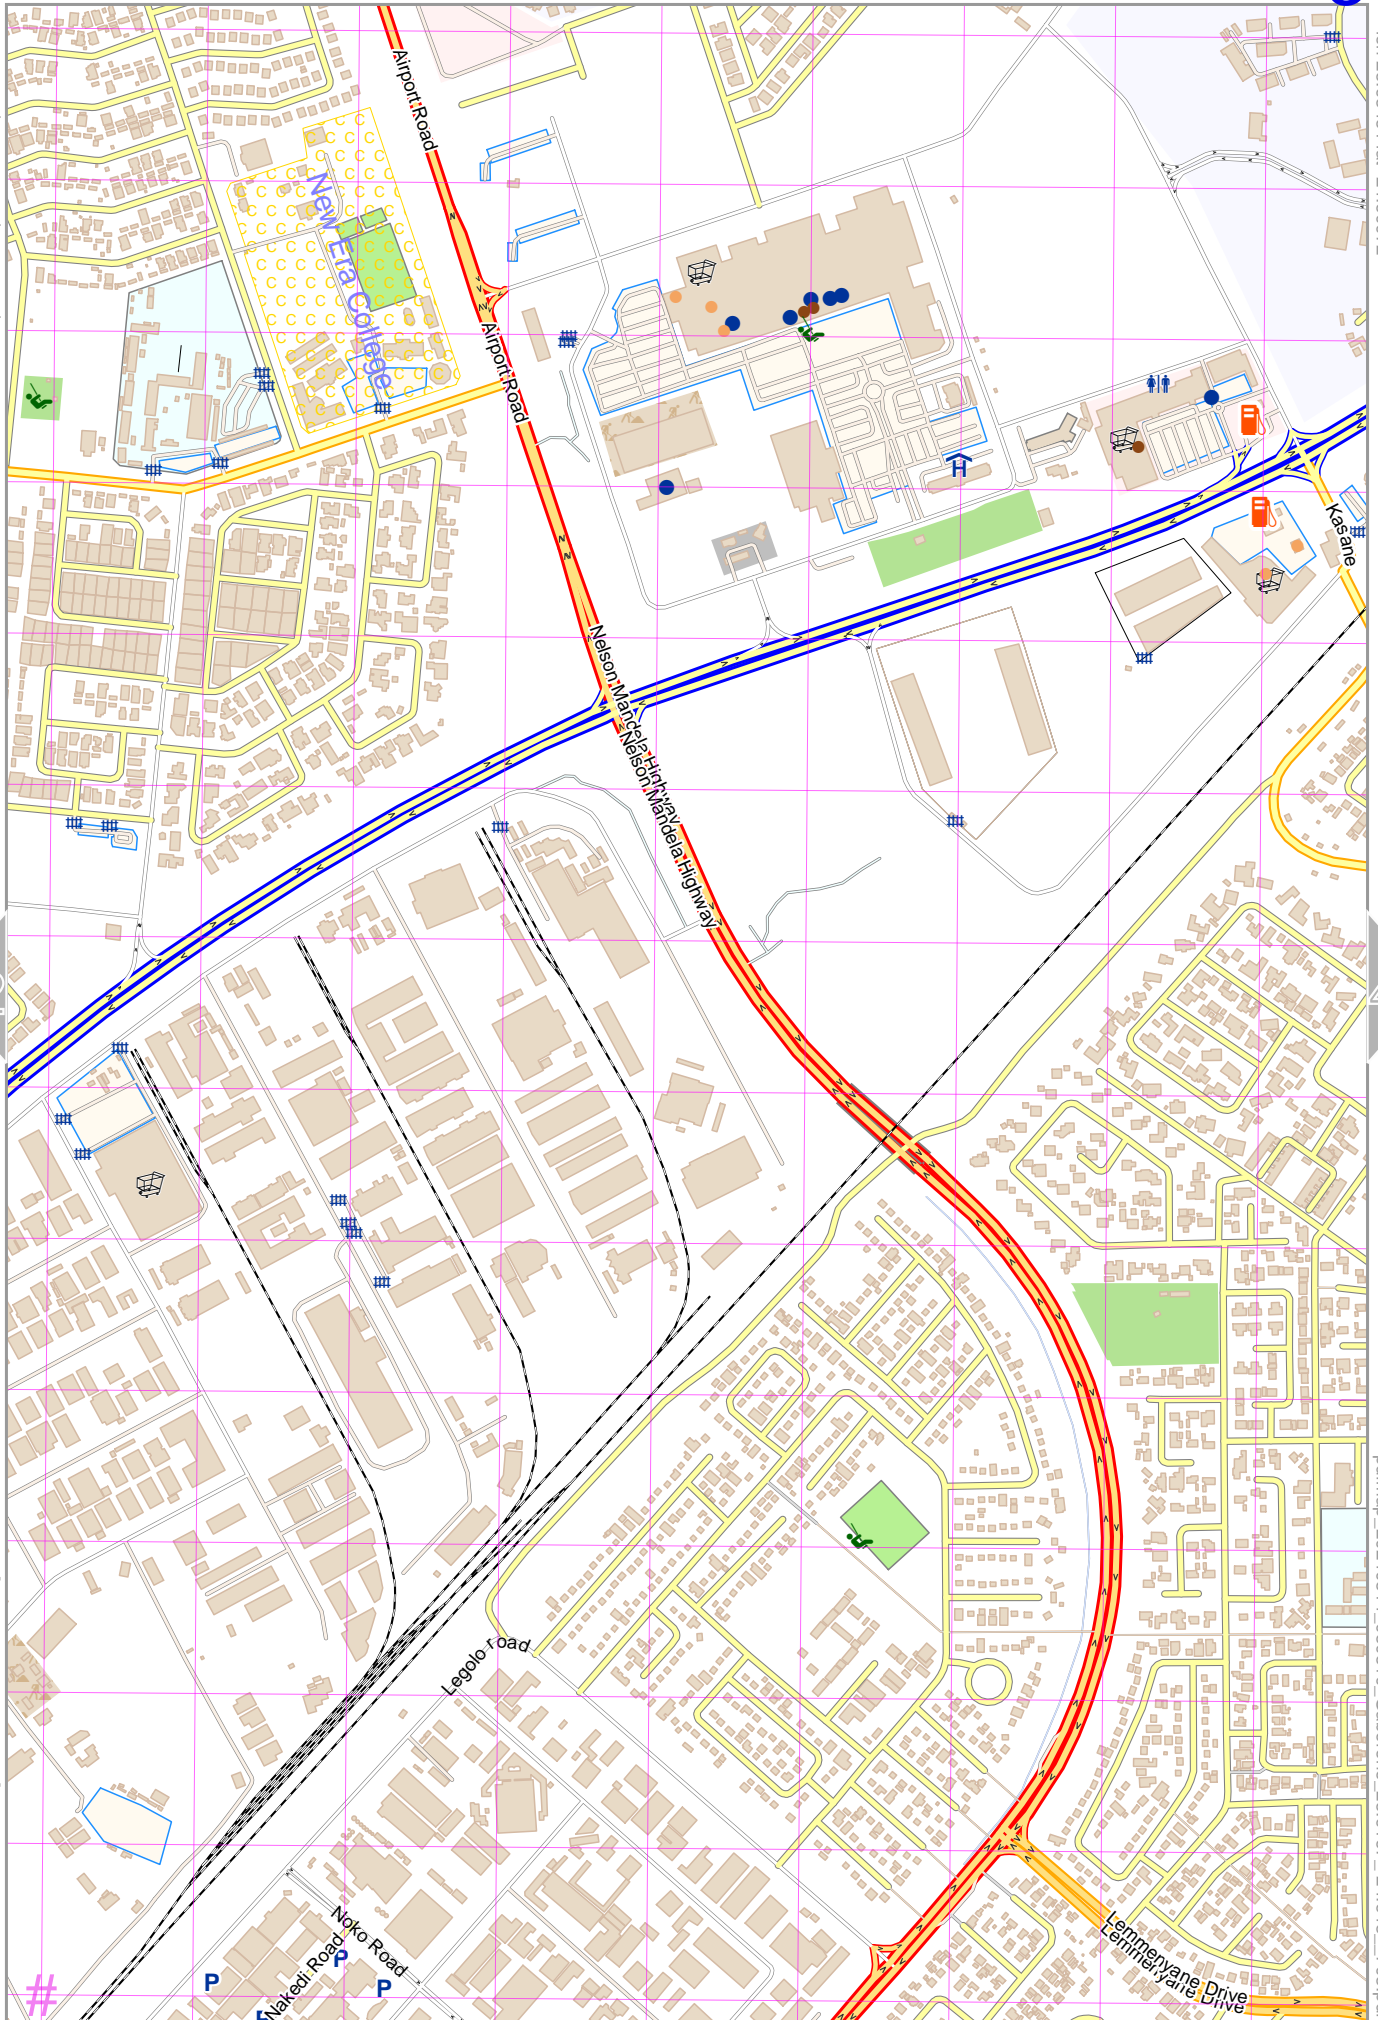 Airport Road
New Era College
Airport Road
H
Kasane
Nelson Mandela Highway
Nelson Mandela Highway
Legolo road
Noko Road
Nakedi Road
P
P
P
Lemmenyane Drive
Lemmenyane Drive
#